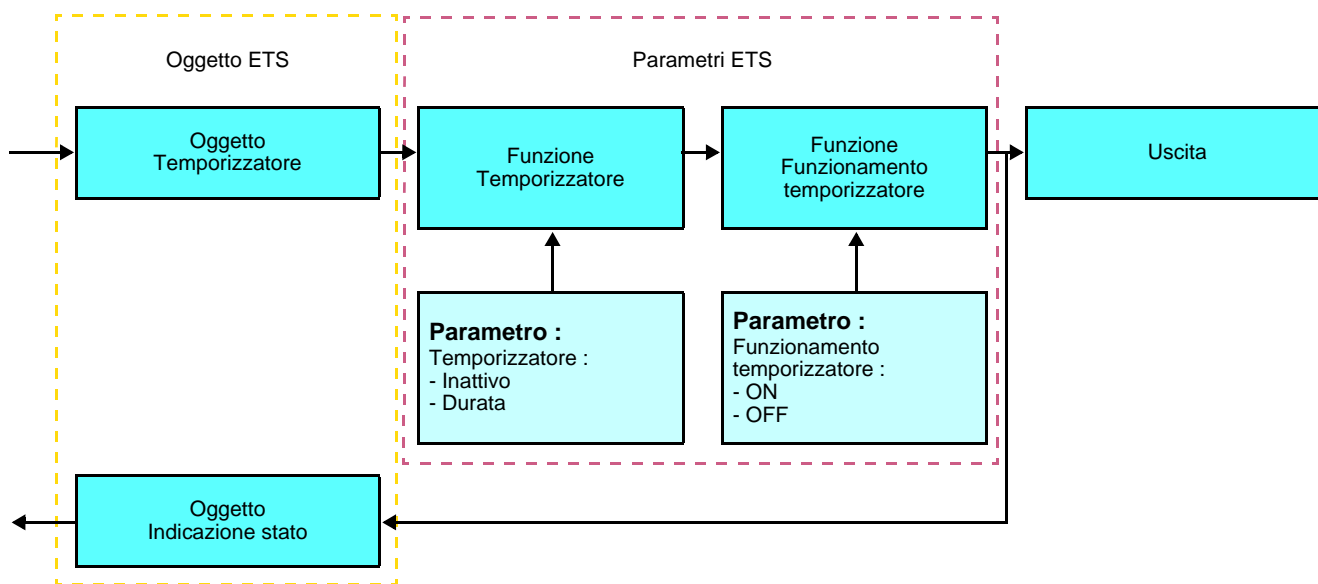 Oggetto ETS
Parametri ETS
Oggetto
Temporizzatore
Funzione
Temporizzatore
Funzione
Funzionamento
temporizzatore
Uscita
Parametro :
Temporizzatore :
- Inattivo
- Durata
Parametro :
Funzionamento
temporizzatore :
- ON
- OFF
Oggetto
Indicazione stato